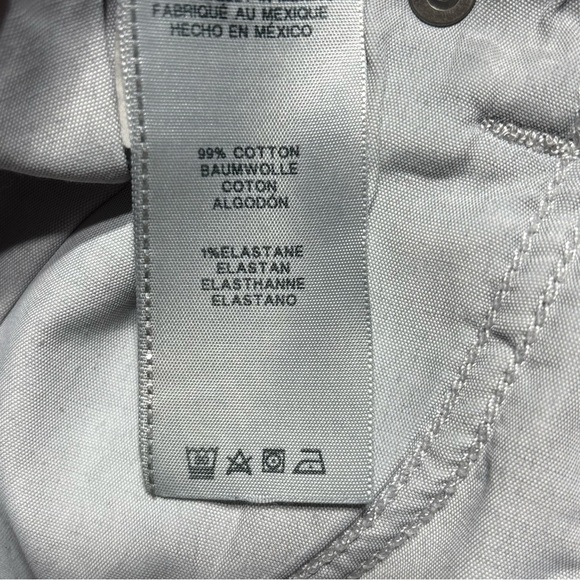 FABRIQUÉ AU MEXIQUE
HECHO EN MÉXICO
99% COTTON
BAUMWOLLE
COTON
ALGODÓN
1%ELASTANE
ELASTAN
ELASTHANNE
ELASTANO